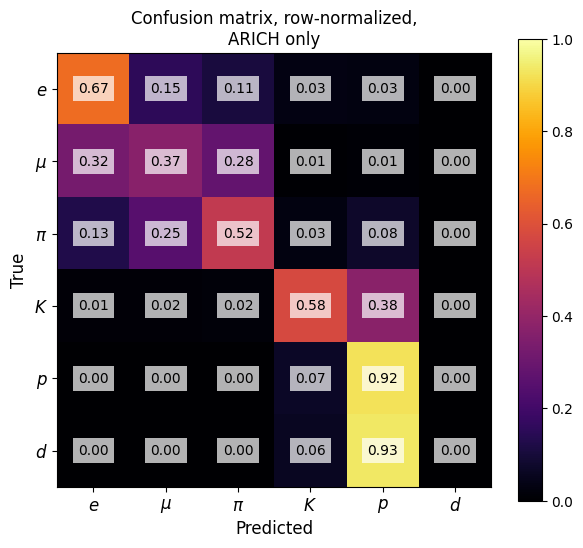 Confusion matrix, row-normalized,
ARICH only
e 0.67 0.15 0.11 0.03 0.03 0.00
μ 0.32 0.37 0.28 0.01 0.01 0.00
π 0.13 0.25 0.52 0.03 0.08 0.00
K 0.01 0.02 0.02 0.58 0.38 0.00
p 0.00 0.00 0.00 0.07 0.92 0.00
d 0.00 0.00 0.00 0.06 0.93 0.00
e μ π K p d
Predicted
True
1.0
0.8
0.6
0.4
0.2
0.0